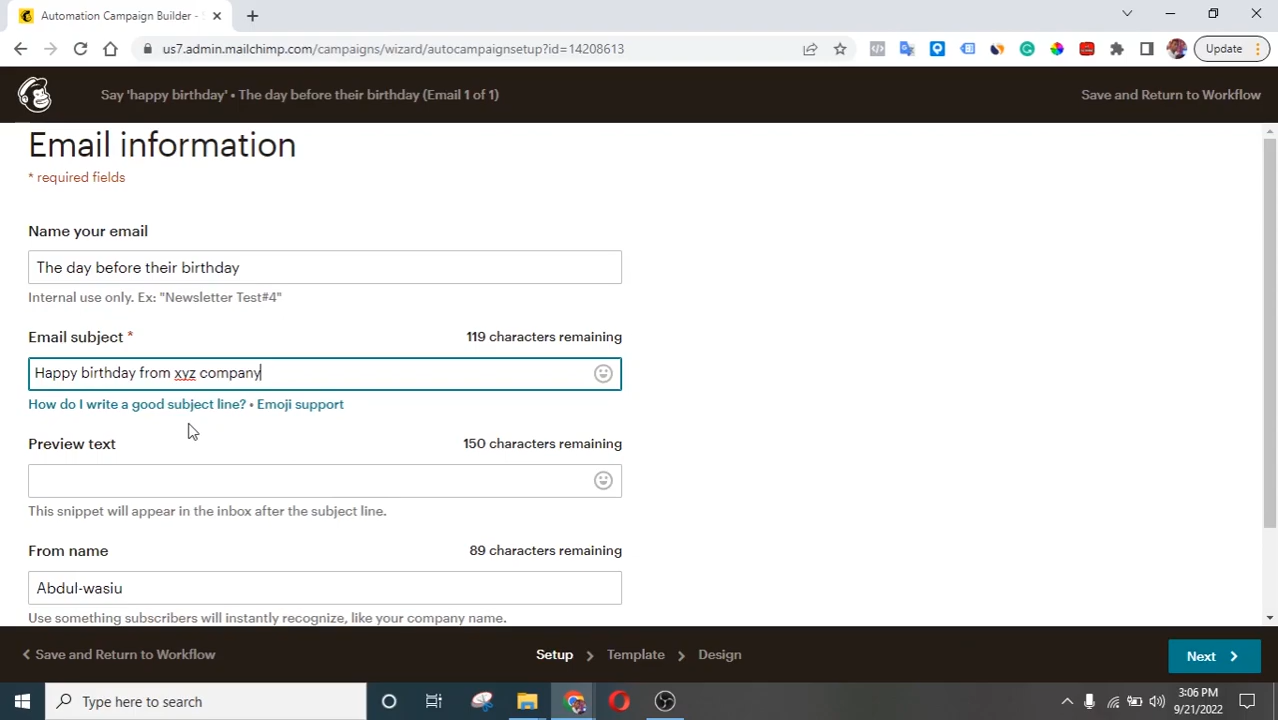 Automation Campaign Builder - S
us7.admin.mailchimp.com/campaigns/wizard/autocampaignsetup?id=14208613
Update
Say 'happy birthday' • The day before their birthday (Email 1 of 1)
Save and Return to Workflow
Email information
* required fields
Name your email
The day before their birthday
Internal use only. Ex: "Newsletter Test#4"
Email subject * 119 characters remaining
Happy birthday from xyz company
How do I write a good subject line? • Emoji support
Preview text 150 characters remaining
This snippet will appear in the inbox after the subject line.
From name 89 characters remaining
Abdul-wasiu
Use something subscribers will instantly recognize, like your company name.
Save and Return to Workflow Setup Template Design Next
Type here to search
3:06 PM
9/21/2022